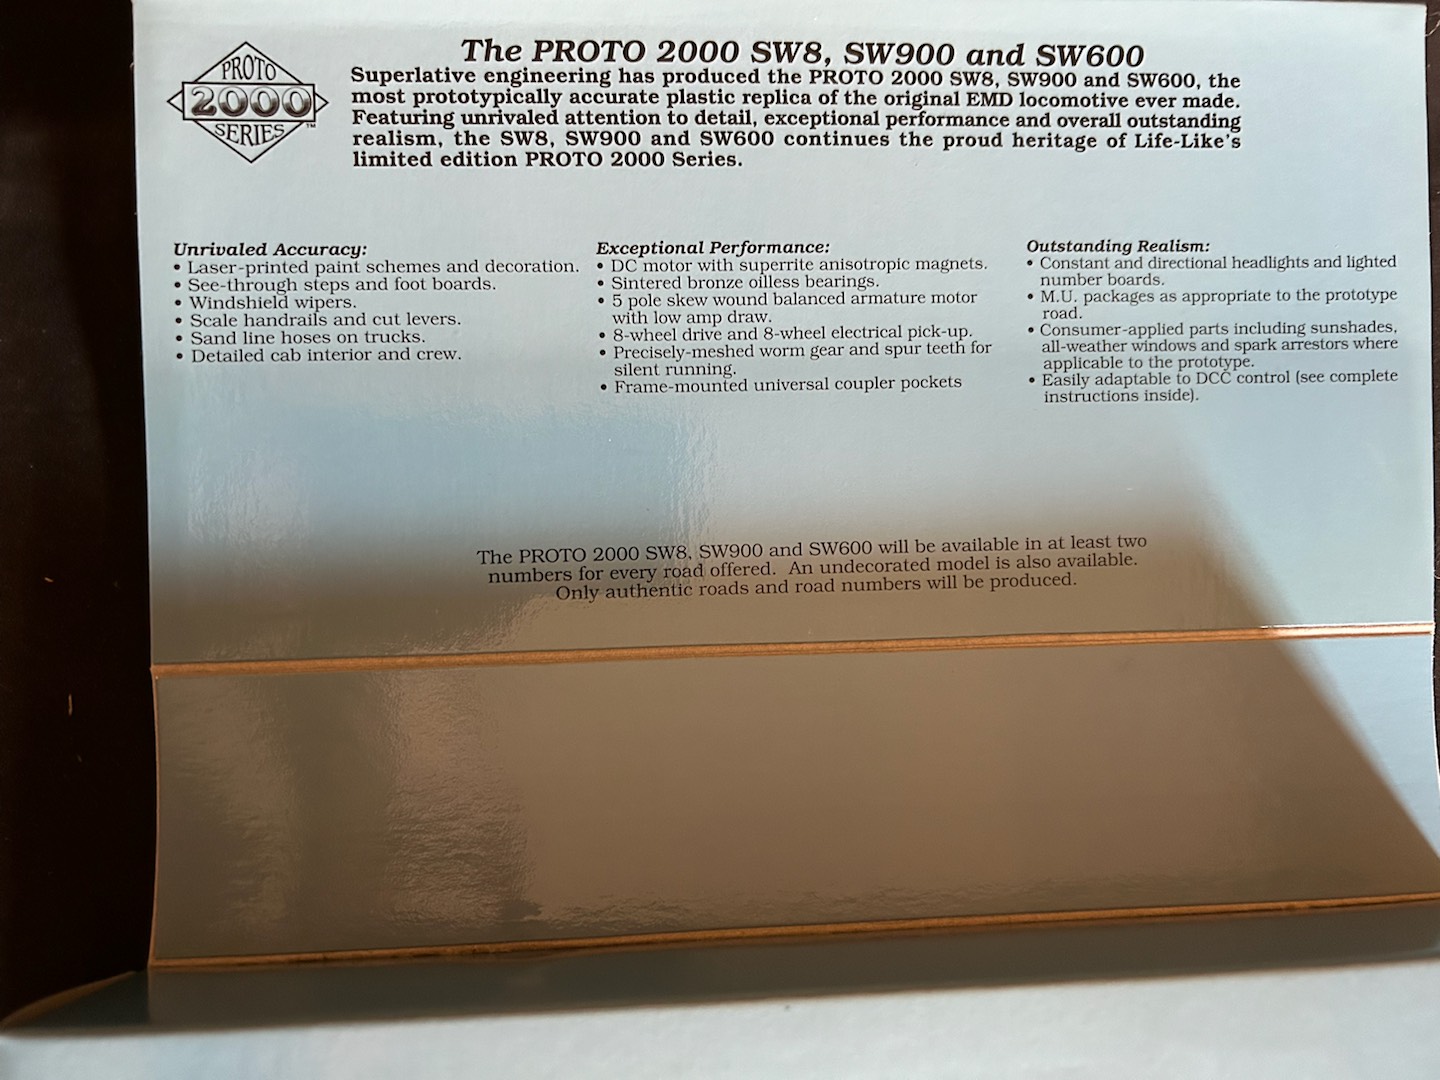 PROTO
2000
SERIES™
The PROTO 2000 SW8, SW900 and SW600
Superlative engineering has produced the PROTO 2000 SW8, SW900 and SW600, the
most prototypically accurate plastic replica of the original EMD locomotive ever made.
Featuring unrivaled attention to detail, exceptional performance and overall outstanding
realism, the SW8, SW900 and SW600 continues the proud heritage of Life-Like's
limited edition PROTO 2000 Series.
Unrivaled Accuracy:
• Laser-printed paint schemes and decoration.
• See-through steps and foot boards.
• Windshield wipers.
• Scale handrails and cut levers.
• Sand line hoses on trucks.
• Detailed cab interior and crew.
Exceptional Performance:
• DC motor with superrite anisotropic magnets.
• Sintered bronze oilless bearings.
• 5 pole skew wound balanced armature motor
with low amp draw.
• 8-wheel drive and 8-wheel electrical pick-up.
• Precisely-meshed worm gear and spur teeth for
silent running.
• Frame-mounted universal coupler pockets
Outstanding Realism:
• Constant and directional headlights and lighted
number boards.
• M.U. packages as appropriate to the prototype
road.
• Consumer-applied parts including sunshades,
all-weather windows and spark arrestors where
applicable to the prototype.
• Easily adaptable to DCC control (see complete
instructions inside).
The PROTO 2000 SW8, SW900 and SW600 will be available in at least two
numbers for every road offered. An undecorated model is also available.
Only authentic roads and road numbers will be produced.